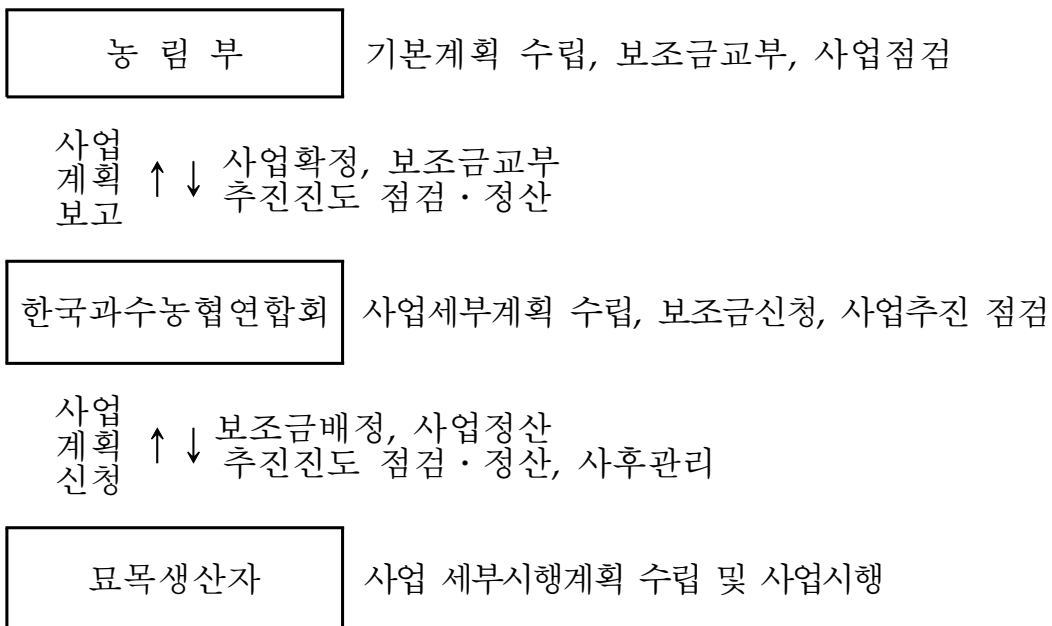 농 림 부 기본계획 수립, 보조금교부, 사업점검
사업
계획
보고
↑↓
사업확정, 보조금교부
추진진도 점검·정산
한국과수농협연합회 사업세부계획 수립, 보조금신청, 사업추진 점검
사업
계획
신청
↑↓
보조금배정, 사업정산
추진진도 점검·정산, 사후관리
묘목생산자 사업 세부시행계획 수립 및 사업시행